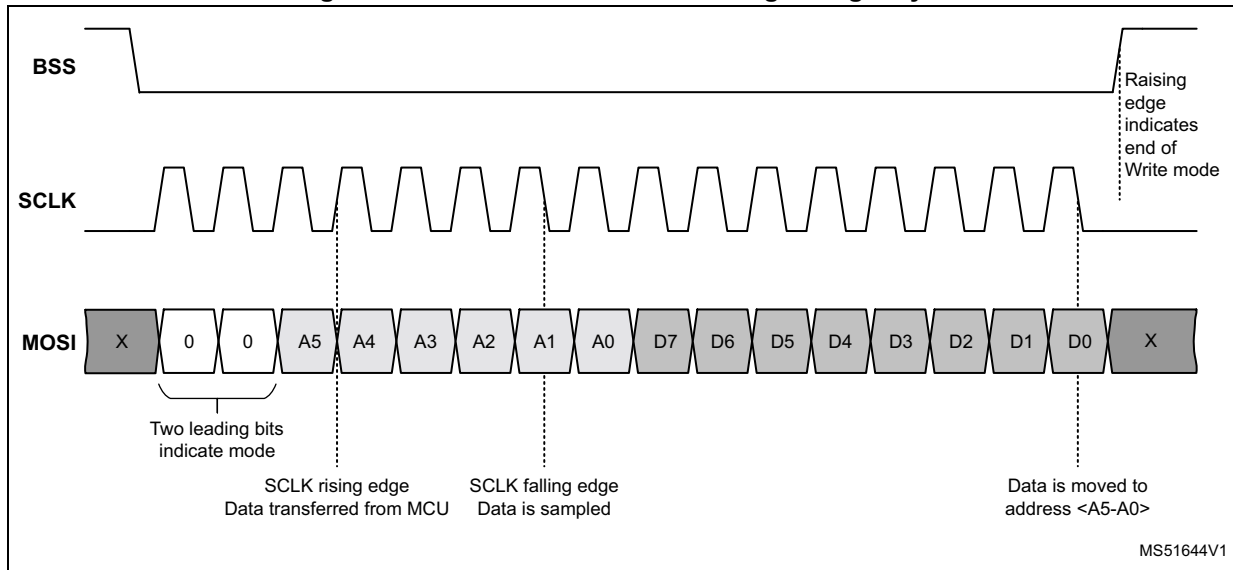 BSS
Raising
edge
indicates
end of
Write mode
SCLK
MOSI X 0 0 A5 A4 A3 A2 A1 A0 D7 D6 D5 D4 D3 D2 D1 D0 X
Two leading bits
indicate mode
SCLK rising edge
Data transferred from MCU
SCLK falling edge
Data is sampled
Data is moved to
address <A5-A0>
MS51644V1